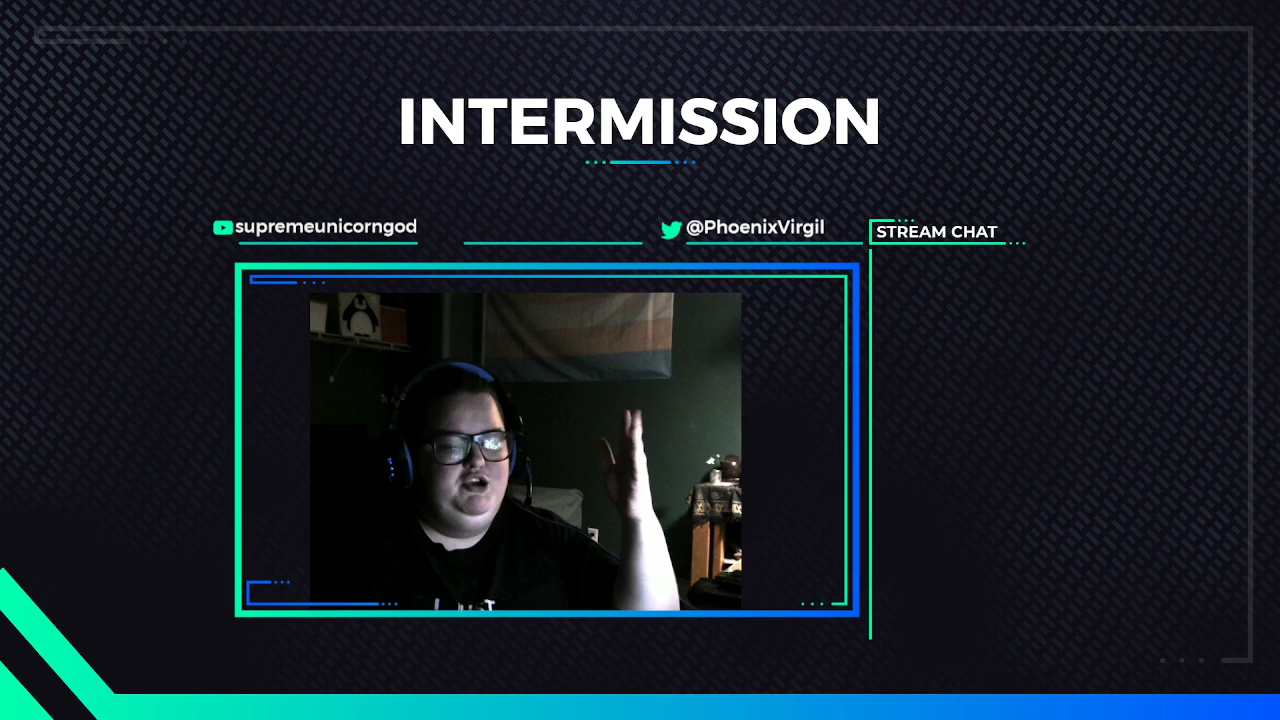 INTERMISSION
supremeunicorngod
@PhoenixVirgil
STREAM CHAT